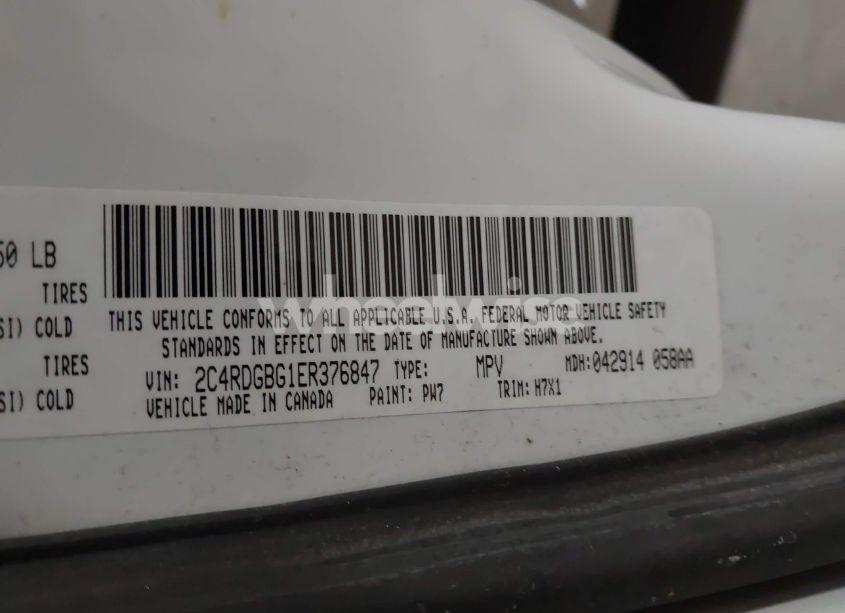 50 LB
TIRES
SI) COLD
TIRES
SI) COLD
THIS VEHICLE CONFORMS TO ALL APPLICABLE U.S.A. FEDERAL MOTOR VEHICLE SAFETY
STANDARDS IN EFFECT ON THE DATE OF MANUFACTURE SHOWN ABOVE.
VIN: 2C4RDGBG1ER376847 TYPE: MPV MDH:042914 058AA
VEHICLE MADE IN CANADA PAINT: PW7 TRIM: H7X1
wheelwise